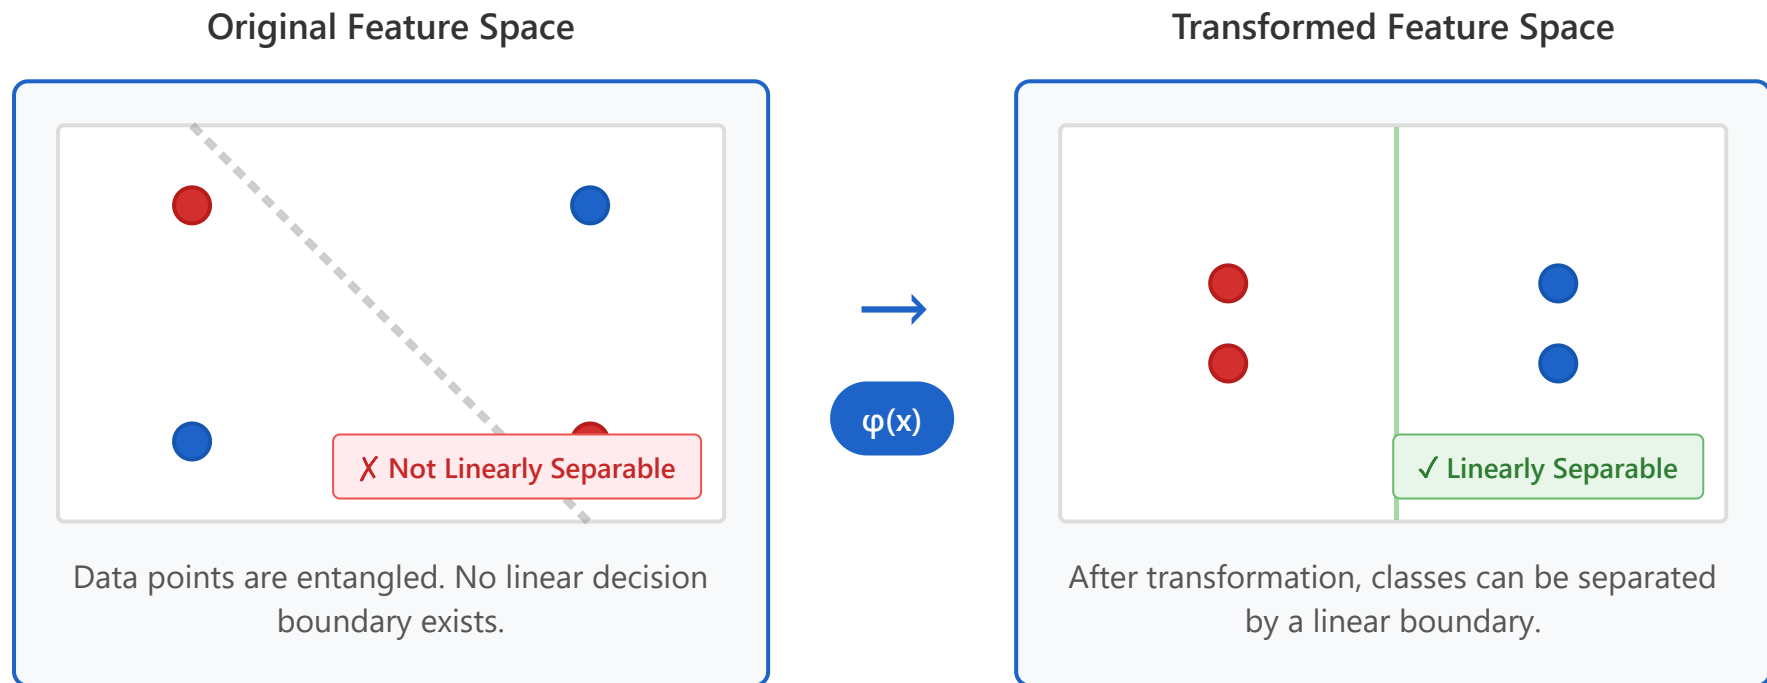 Original Feature Space
✗ Not Linearly Separable
Data points are entangled. No linear decision
boundary exists.
→
φ(x)
Transformed Feature Space
✓ Linearly Separable
After transformation, classes can be separated
by a linear boundary.